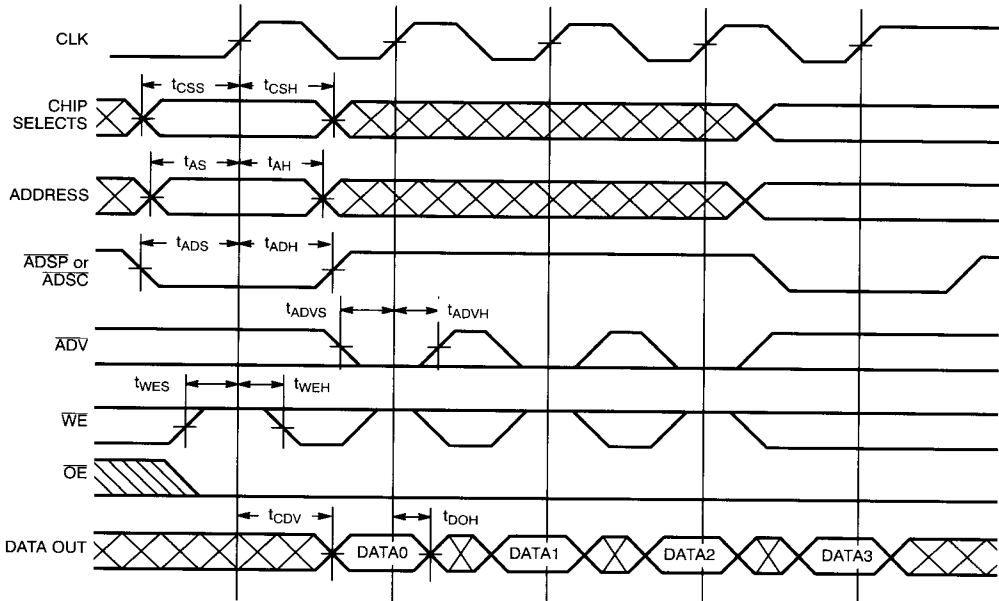 CLK
tCSS tCSH
CHIP
SELECTS
tAS tAH
ADDRESS
tADS tADH
ADSP or
ADSC
tADVS tADVH
ADV
tWES tWEH
WE
OE
tCDV tDOH
DATA OUT DATA0 DATA1 DATA2 DATA3